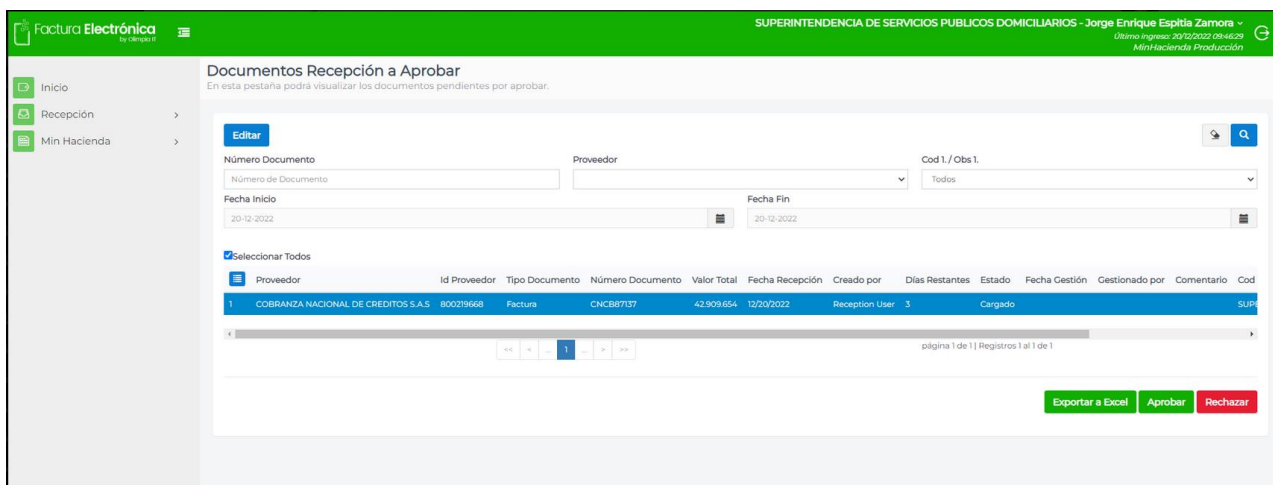 Factura Electrónica
by Olimpia IT
SUPERINTENDENCIA DE SERVICIOS PUBLICOS DOMICILIARIOS - Jorge Enrique Espitia Zamora
Último ingreso: 20/12/2022 09:46:29
MinHacienda Producción
Inicio
Recepción
Min Hacienda
Documentos Recepción a Aprobar
En esta pestaña podrá visualizar los documentos pendientes por aprobar.
Editar
Número Documento Proveedor Cod 1. / Obs 1.
Número de Documento Todos
Fecha Inicio Fecha Fin
20-12-2022 20-12-2022
Seleccionar Todos
Proveedor Id Proveedor Tipo Documento Número Documento Valor Total Fecha Recepción Creado por Días Restantes Estado Fecha Gestión Gestionado por Comentario Cod
1 COBRANZA NACIONAL DE CREDITOS S.A.S 800219668 Factura CNCB87137 42.909.654 12/20/2022 Reception User 3 Cargado SUPE
<< < ... 1 ... > >> página 1 de 1 | Registros 1 al 1 de 1
Exportar a Excel Aprobar Rechazar